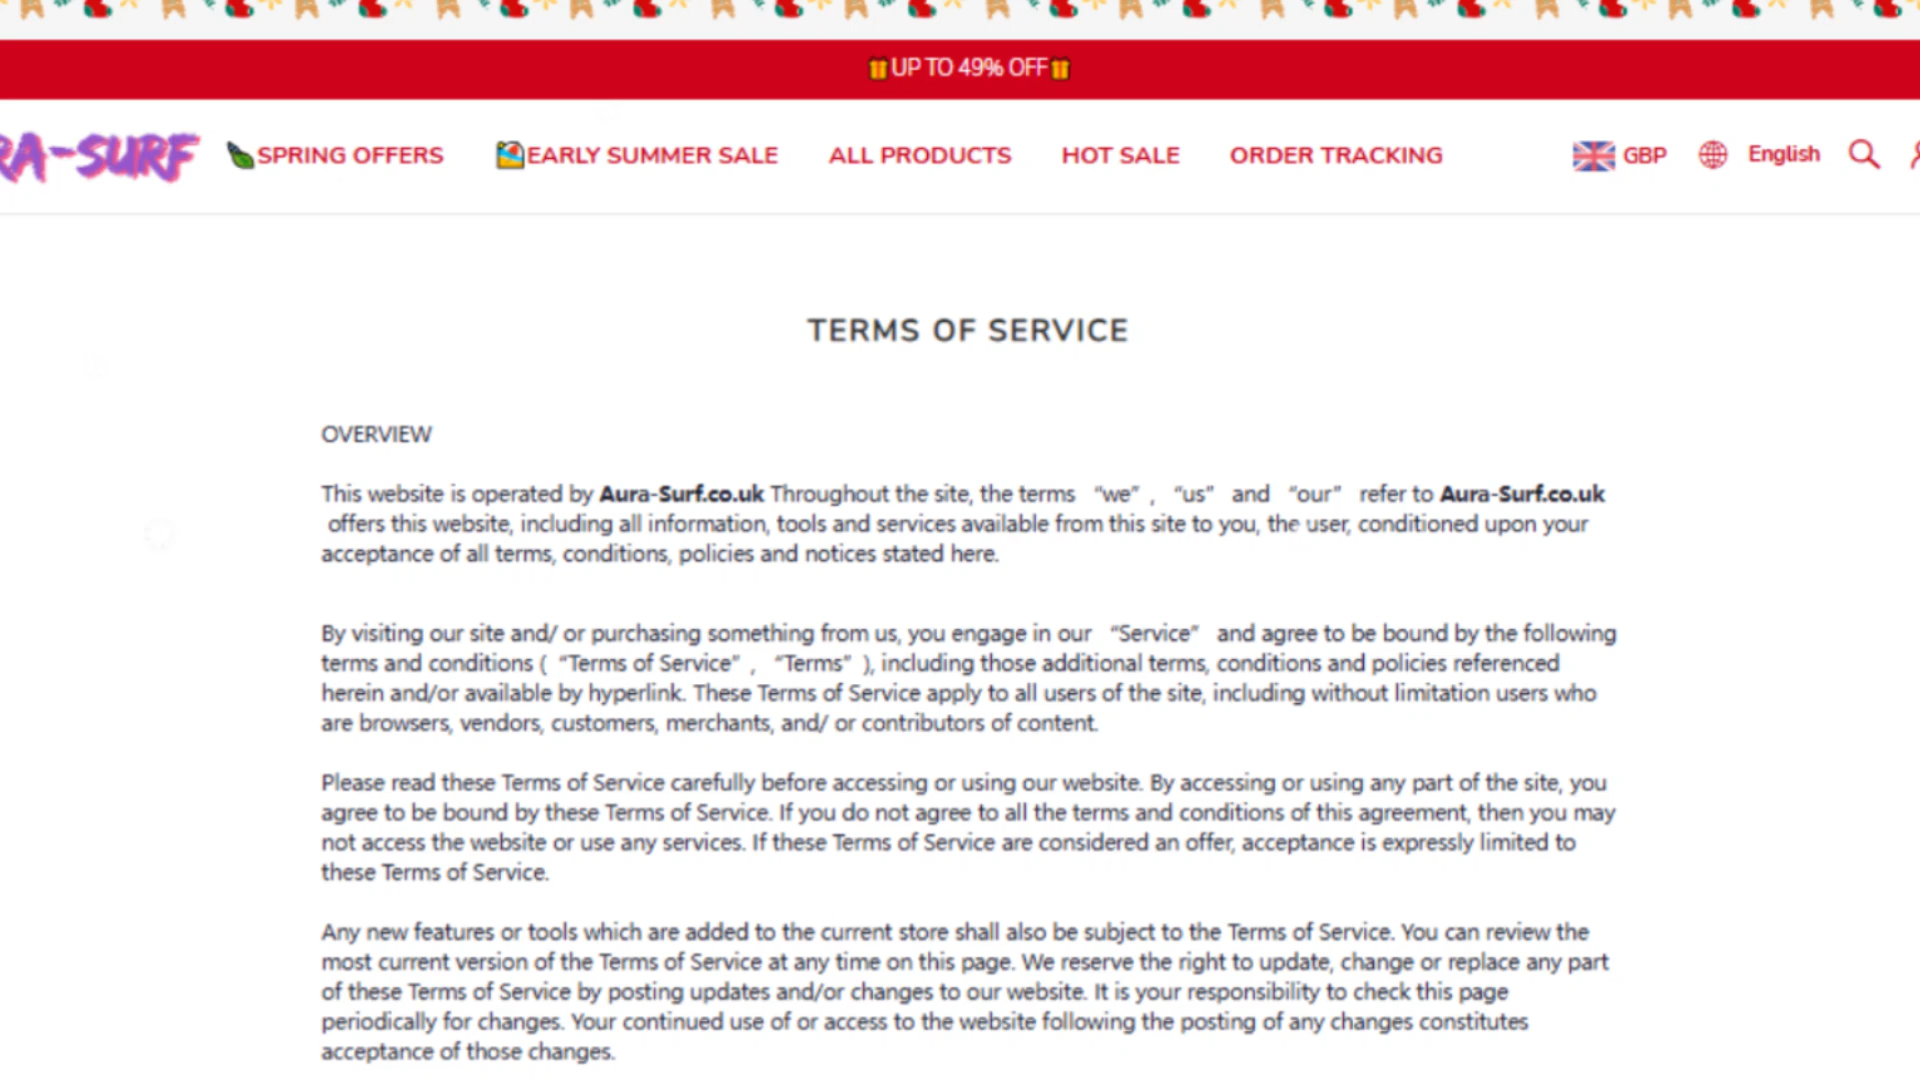 UP TO 49% OFF
RA-SURF SPRING OFFERS EARLY SUMMER SALE ALL PRODUCTS HOT SALE ORDER TRACKING GBP English
TERMS OF SERVICE
OVERVIEW
This website is operated by Aura-Surf.co.uk Throughout the site, the terms “we” , “us” and “our” refer to Aura-Surf.co.uk
offers this website, including all information, tools and services available from this site to you, the user, conditioned upon your
acceptance of all terms, conditions, policies and notices stated here.
By visiting our site and/ or purchasing something from us, you engage in our “Service” and agree to be bound by the following
terms and conditions ( “Terms of Service” , “Terms” ), including those additional terms, conditions and policies referenced
herein and/or available by hyperlink. These Terms of Service apply to all users of the site, including without limitation users who
are browsers, vendors, customers, merchants, and/ or contributors of content.
Please read these Terms of Service carefully before accessing or using our website. By accessing or using any part of the site, you
agree to be bound by these Terms of Service. If you do not agree to all the terms and conditions of this agreement, then you may
not access the website or use any services. If these Terms of Service are considered an offer, acceptance is expressly limited to
these Terms of Service.
Any new features or tools which are added to the current store shall also be subject to the Terms of Service. You can review the
most current version of the Terms of Service at any time on this page. We reserve the right to update, change or replace any part
of these Terms of Service by posting updates and/or changes to our website. It is your responsibility to check this page
periodically for changes. Your continued use of or access to the website following the posting of any changes constitutes
acceptance of those changes.